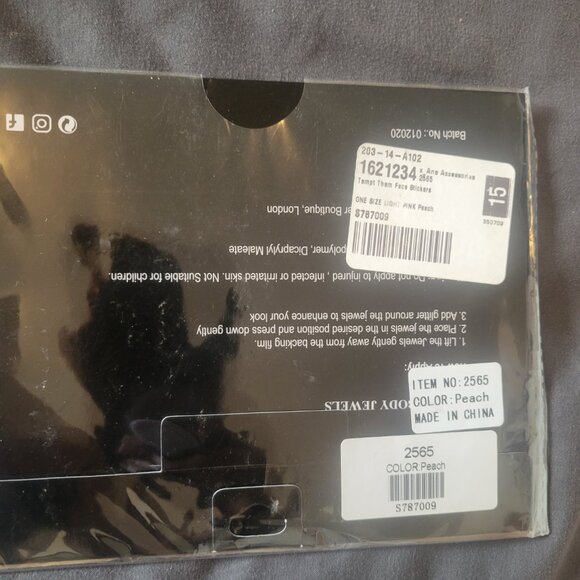 203-14-A102
1621234 x Ana Accessories
2565
Tempt Them Face Stickers
15
ONE SIZE LIGHT PINK Peach
350709
S787009
ITEM NO:2565
COLOR:Peach
MADE IN CHINA
2565
COLOR:Peach
S787009
BODY JEWELS
Apply:
1. Lift the Jewels gently away from the backing film.
2. Place the jewels in the desired position and press down gently
3. Add glitter around the jewels to enhance your look
Do not apply to injured , infected or irritated skin. Not Suitable for children.
Dicaprylyl Maleate
Boutique, London
Batch No.: 012020